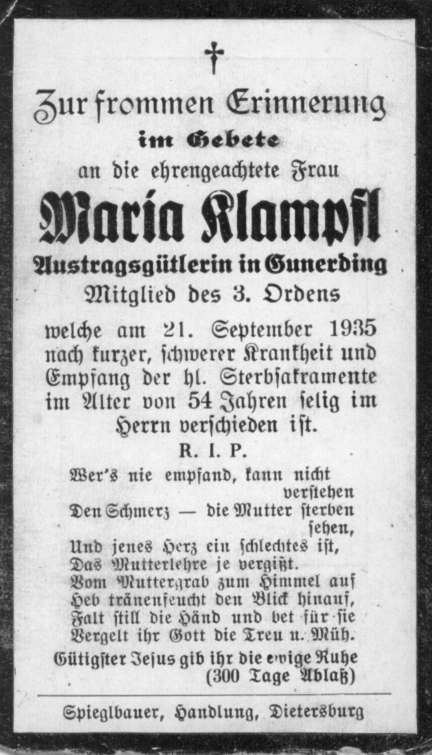 Zur frommen Erinnerung
im Gebete
an die ehrengeachtete Frau
Maria Klampfl
Austragsgütlerin in Gunerding
Mitglied des 3. Ordens
welche am 21. September 1935
nach kurzer, schwerer Krankheit und
Empfang der hl. Sterbsakramente
im Alter von 54 Jahren selig im
Herrn verschieden ist.
R. I. P.
Wer's nie empfand, kann nicht
verstehen
Den Schmerz — die Mutter sterben
sehen,
Und jenes Herz ein schlechtes ist,
Das Mutterlehre je vergißt.
Vom Muttergrab zum Himmel auf
Heb tränenfeucht den Blick hinauf,
Falt still die Händ und bet für sie
Vergelt ihr Gott die Treu u. Müh.
Gütigster Jesus gib ihr die ewige Ruhe
(300 Tage Ablaß)
Spieglbauer, Handlung, Dietersburg